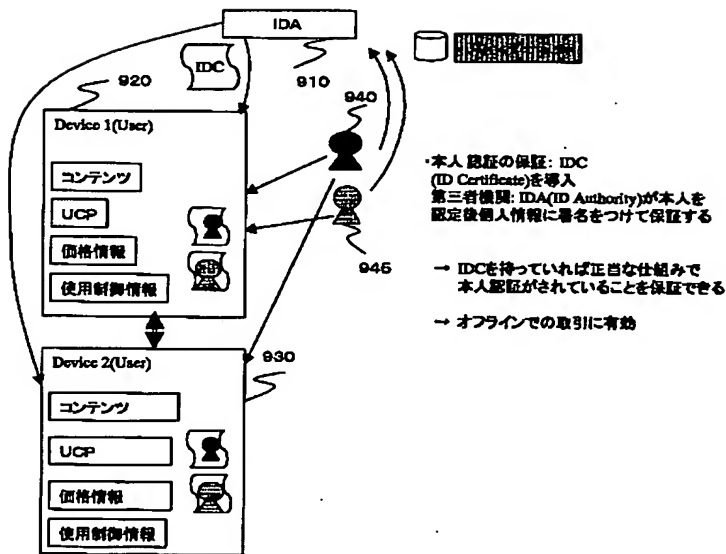 IDA
IDC
920
910
940
Device 1(User)
コンテンツ
UCP
価格情報
使用制御情報
945
・本人 認証の保証: IDC
(ID Certificate)を導入
第三者機関: IDA(ID Authority)が本人を
認定後個人情報に署名をつけて保証する
→ IDCを持っていれば正当な仕組みで
本人認証がされていることを保証できる
→ オフラインでの取引に有効
Device 2(User)
930
コンテンツ
UCP
価格情報
使用制御情報